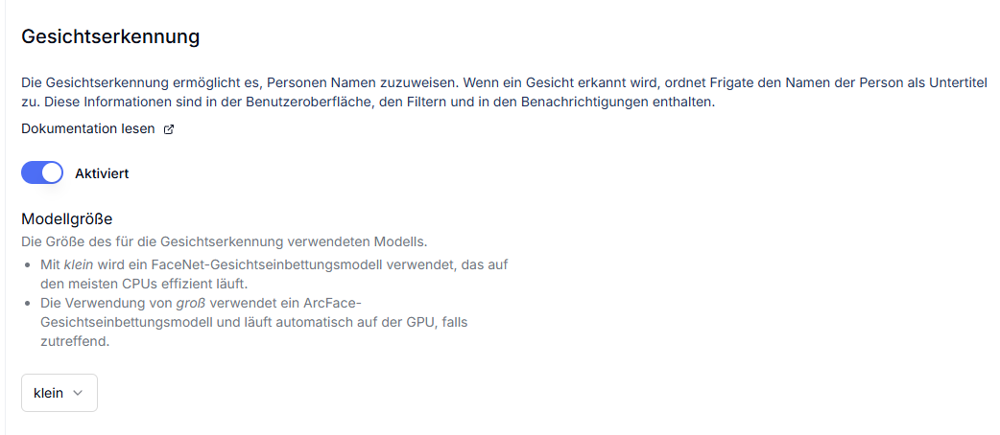 Gesichtserkennung
Die Gesichtserkennung ermöglicht es, Personen Namen zuzuweisen. Wenn ein Gesicht erkannt wird, ordnet Frigate den Namen der Person als Untertitel
zu. Diese Informationen sind in der Benutzeroberfläche, den Filtern und in den Benachrichtigungen enthalten.
Dokumentation lesen
Aktiviert
Modellgröße
Die Größe des für die Gesichtserkennung verwendeten Modells.
• Mit klein wird ein FaceNet-Gesichtseinbettungsmodell verwendet, das auf
den meisten CPUs effizient läuft.
• Die Verwendung von groß verwendet ein ArcFace-
Gesichtseinbettungsmodell und läuft automatisch auf der GPU, falls
zutreffend.
klein